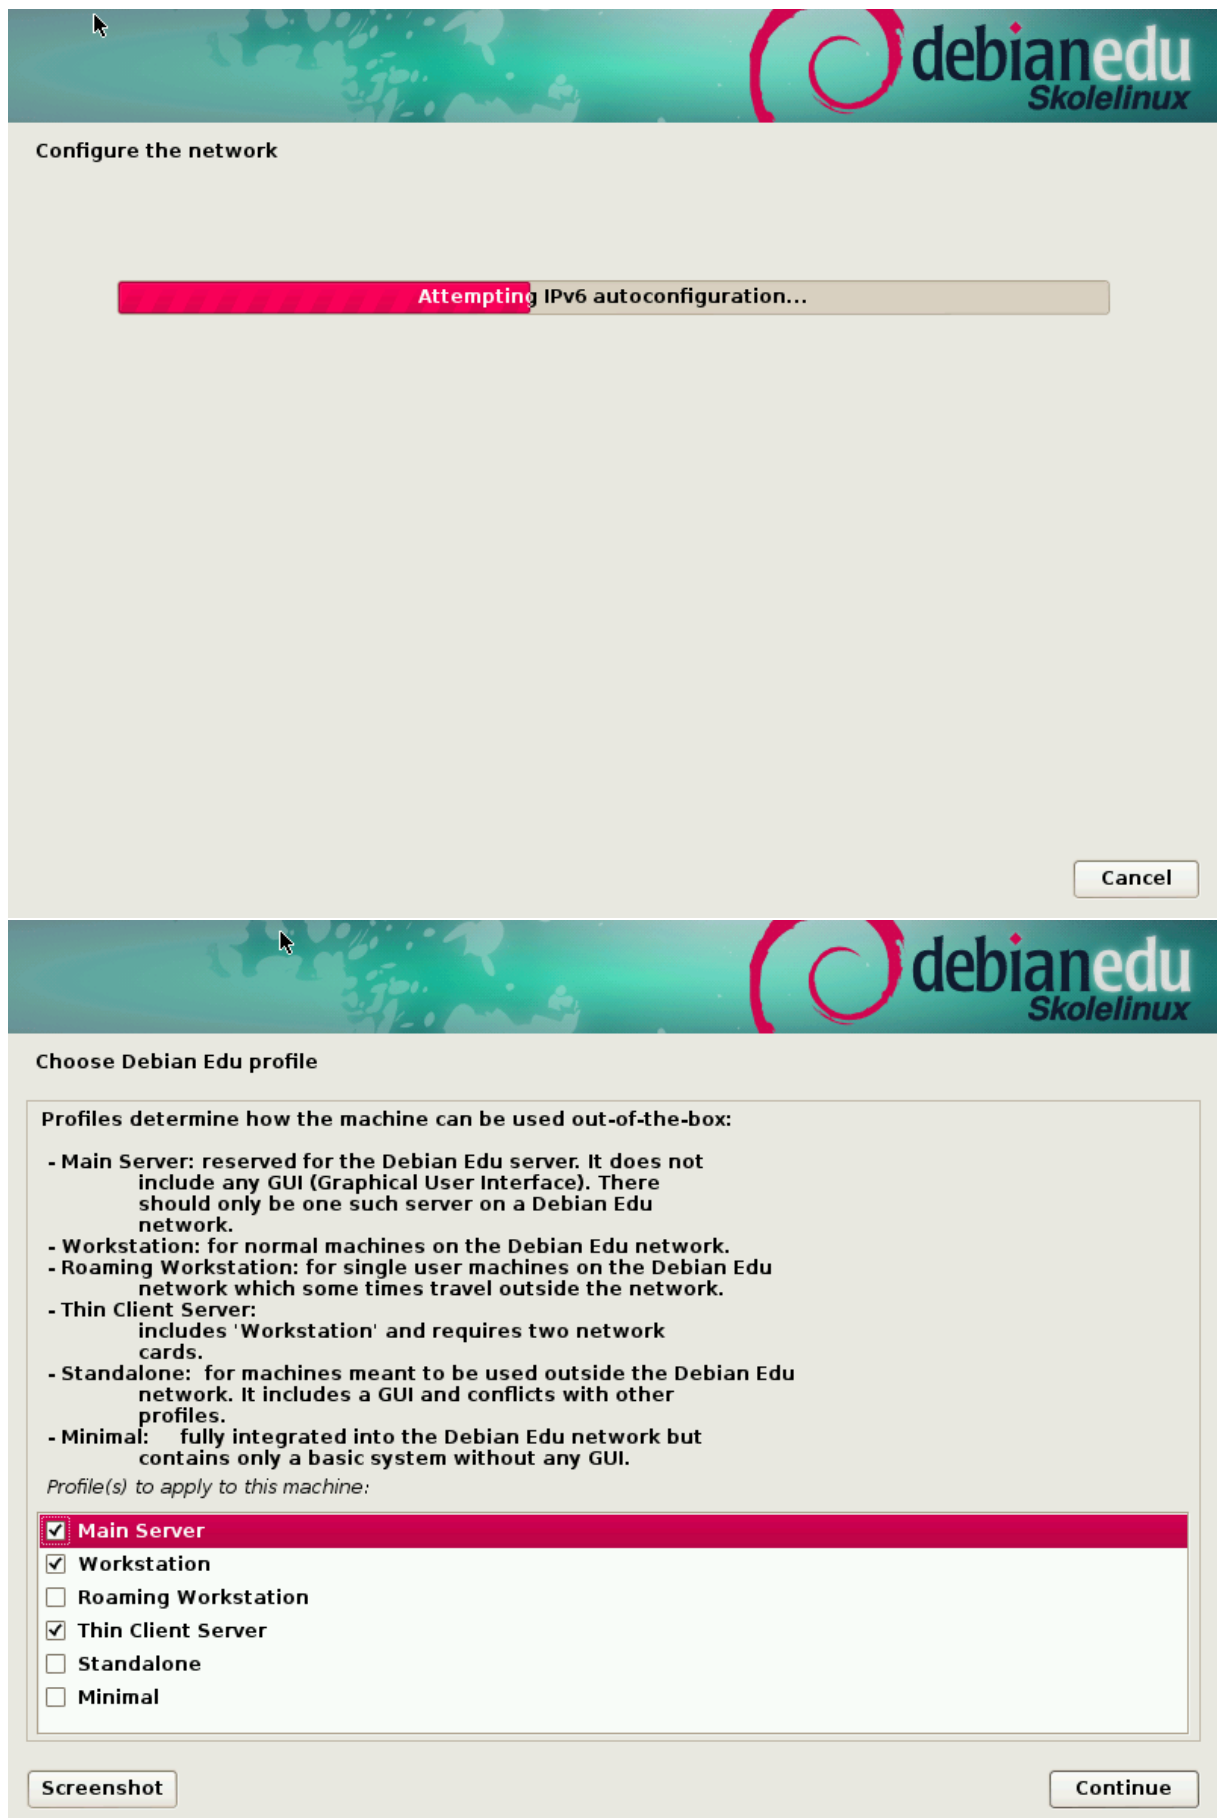 debianedu
Skolelinux
Configure the network
Attempting IPv6 autoconfiguration...
Cancel
debianedu
Skolelinux
Choose Debian Edu profile
Profiles determine how the machine can be used out-of-the-box:
- Main Server: reserved for the Debian Edu server. It does not
include any GUI (Graphical User Interface). There
should only be one such server on a Debian Edu
network.
- Workstation: for normal machines on the Debian Edu network.
- Roaming Workstation: for single user machines on the Debian Edu
network which some times travel outside the network.
- Thin Client Server:
includes 'Workstation' and requires two network
cards.
- Standalone: for machines meant to be used outside the Debian Edu
network. It includes a GUI and conflicts with other
profiles.
- Minimal: fully integrated into the Debian Edu network but
contains only a basic system without any GUI.
Profile(s) to apply to this machine:
Main Server
Workstation
Roaming Workstation
Thin Client Server
Standalone
Minimal
Screenshot
Continue